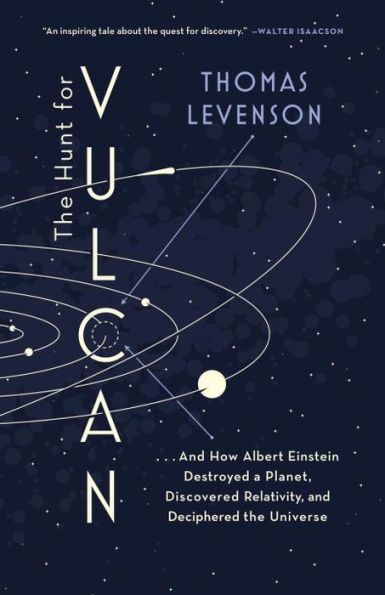 "An inspiring tale about the quest for discovery." —WALTER ISAACSON
THOMAS
LEVENSON
The Hunt for
VULCAN
...And How Albert Einstein
Destroyed a Planet,
Discovered Relativity, and
Deciphered the Universe